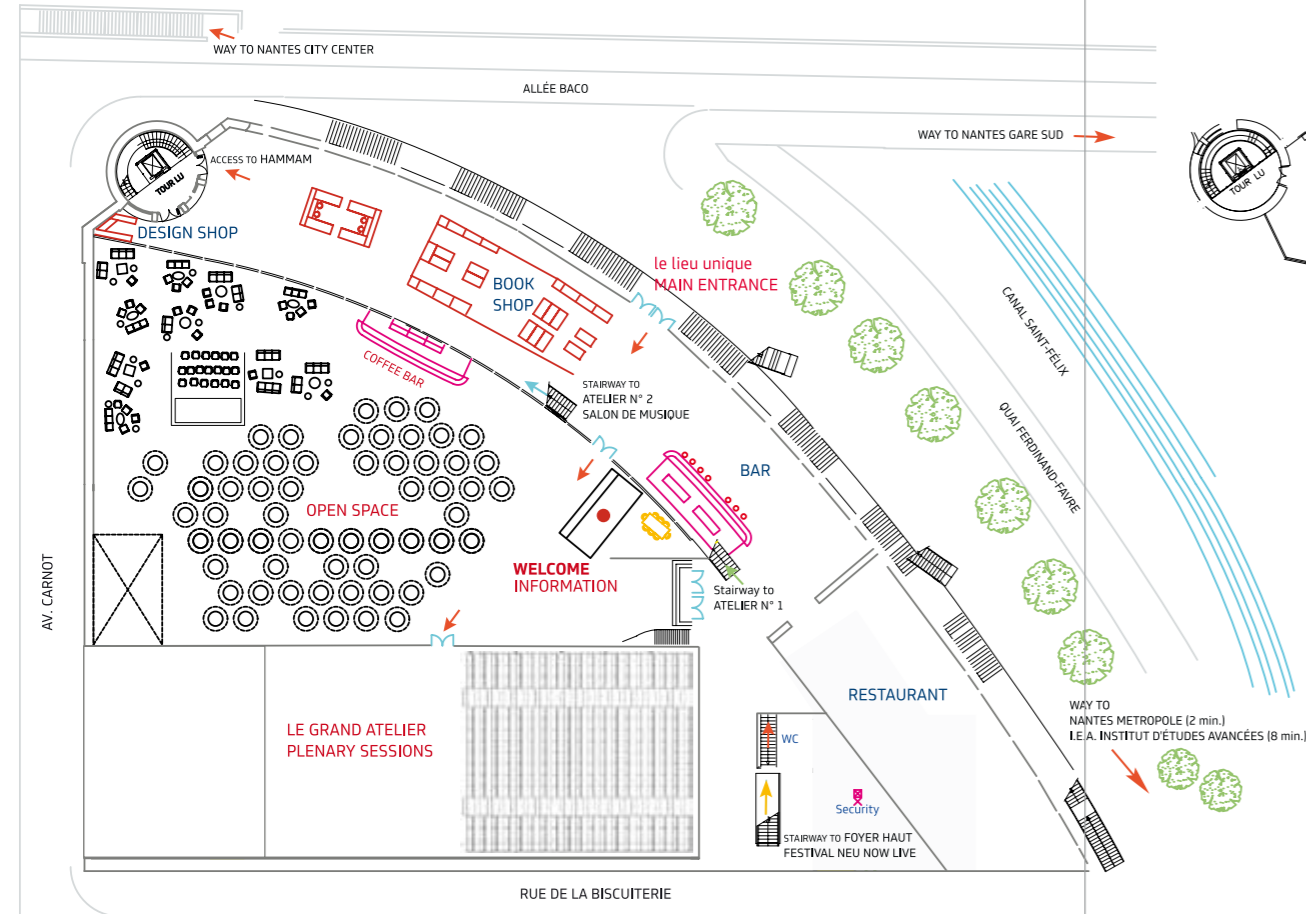 WAY TO NANTES CITY CENTER
ALLÉE BACO
WAY TO NANTES GARE SUD
ACCESS TO HAMMAM
TOUR LU
TOUR LU
DESIGN SHOP
le lieu unique
MAIN ENTRANCE
BOOK
SHOP
CANAL SAINT-FÉLIX
COFFEE BAR
STAIRWAY TO
ATELIER N° 2
SALON DE MUSIQUE
QUAI FERDINAND-FAVRE
BAR
OPEN SPACE
WELCOME
INFORMATION
Stairway to
ATELIER N° 1
AV. CARNOT
RESTAURANT
WAY TO
NANTES METROPOLE (2 min.)
I.E.A. INSTITUT D'ÉTUDES AVANCÉES (8 min.)
LE GRAND ATELIER
PLENARY SESSIONS
WC
Security
STAIRWAY TO FOYER HAUT
FESTIVAL NEU NOW LIVE
RUE DE LA BISCUITERIE